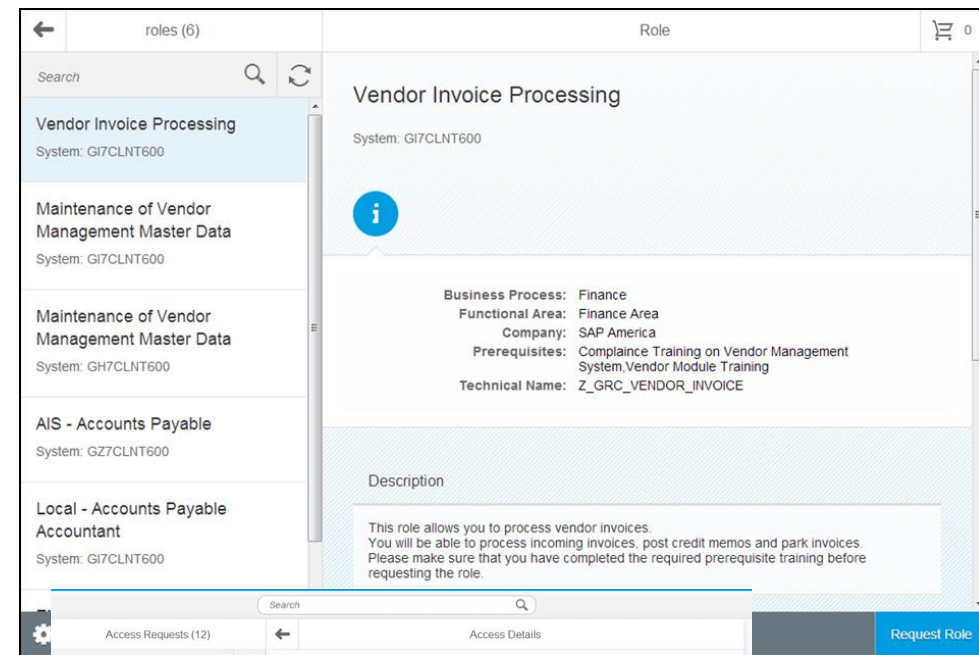 roles (6)
Role
0
Search
Vendor Invoice Processing
System: GI7CLNT600
Maintenance of Vendor
Management Master Data
System: GI7CLNT600
Maintenance of Vendor
Management Master Data
System: GH7CLNT600
AIS - Accounts Payable
System: GZ7CLNT600
Local - Accounts Payable
Accountant
System: GI7CLNT600
Vendor Invoice Processing
System: GI7CLNT600
i
Business Process: Finance
Functional Area: Finance Area
Company: SAP America
Prerequisites: Complaince Training on Vendor Management
System,Vendor Module Training
Technical Name: Z_GRC_VENDOR_INVOICE
Description
This role allows you to process vendor invoices.
You will be able to process incoming invoices, post credit memos and park invoices.
Please make sure that you have completed the required prerequisite training before
requesting the role.
Search
Access Requests (12)
Access Details
Request Role